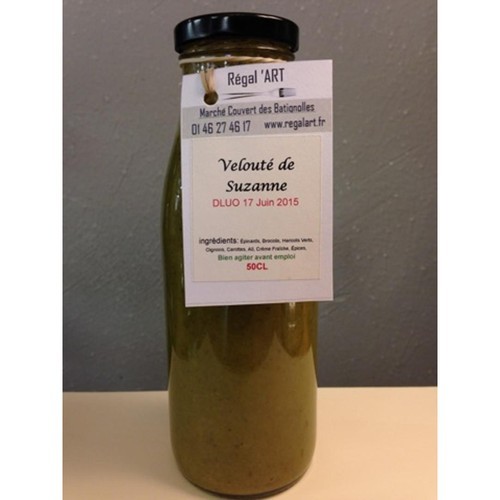 Régal 'ART
Marché Couvert des Batignolles
01 46 27 46 17 www.regalart.fr
Velouté de
Suzanne
DLUO 17 Juin 2015
ingrédients: Epinards, Brocolis, Haricots Verts,
Oignons, Carottes, Ail, Crème Fraîche, Épices.
Bien agiter avant emploi
50CL